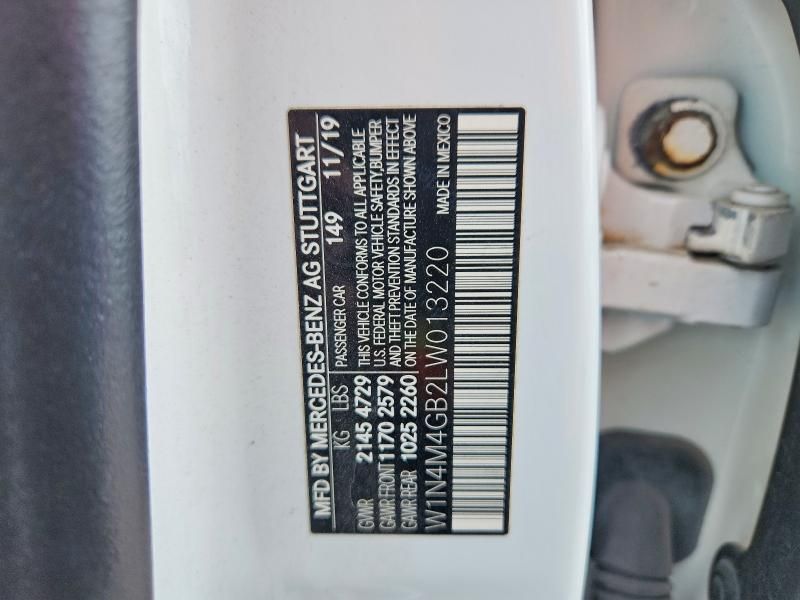 MFD BY MERCEDES-BENZ AG STUTTGART
KG LBS PASSENGER CAR 149 11/19
GVWR 2145 4729 THIS VEHICLE CONFORMS TO ALL APPLICABLE
GAWR FRONT 1170 2579 U.S. FEDERAL MOTOR VEHICLE SAFETY,BUMPER
GAWR REAR 1025 2260 AND THEFT PREVENTION STANDARDS IN EFFECT
ON THE DATE OF MANUFACTURE SHOWN ABOVE
W1N4M4GB2LW013220 MADE IN MEXICO